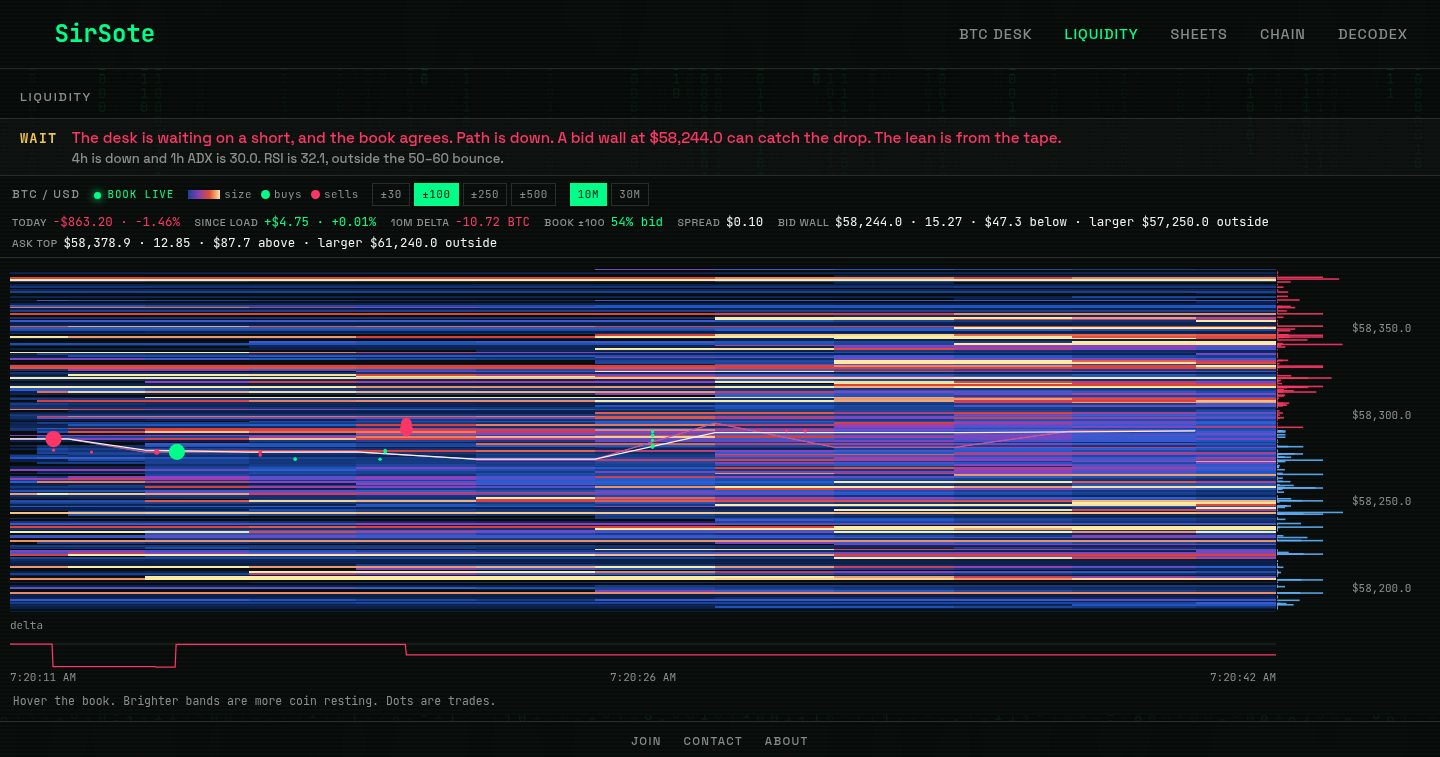 SirSote
BTC DESK LIQUIDITY SHEETS CHAIN DECODEX
LIQUIDITY
WAIT The desk is waiting on a short, and the book agrees. Path is down. A bid wall at $58,244.0 can catch the drop. The lean is from the tape.
4h is down and 1h ADX is 30.0. RSI is 32.1, outside the 50–60 bounce.
BTC / USD BOOK LIVE size buys sells ±30 ±100 ±250 ±500 10M 30M
TODAY -$863.20 · -1.46% SINCE LOAD +$4.75 · +0.01% 10M DELTA -10.72 BTC BOOK ±100 54% bid SPREAD $0.10 BID WALL $58,244.0 · 15.27 · $47.3 below · larger $57,250.0 outside
ASK TOP $58,378.9 · 12.85 · $87.7 above · larger $61,240.0 outside
$58,350.0
$58,300.0
$58,250.0
$58,200.0
delta
7:20:11 AM 7:20:26 AM 7:20:42 AM
Hover the book. Brighter bands are more coin resting. Dots are trades.
JOIN CONTACT ABOUT